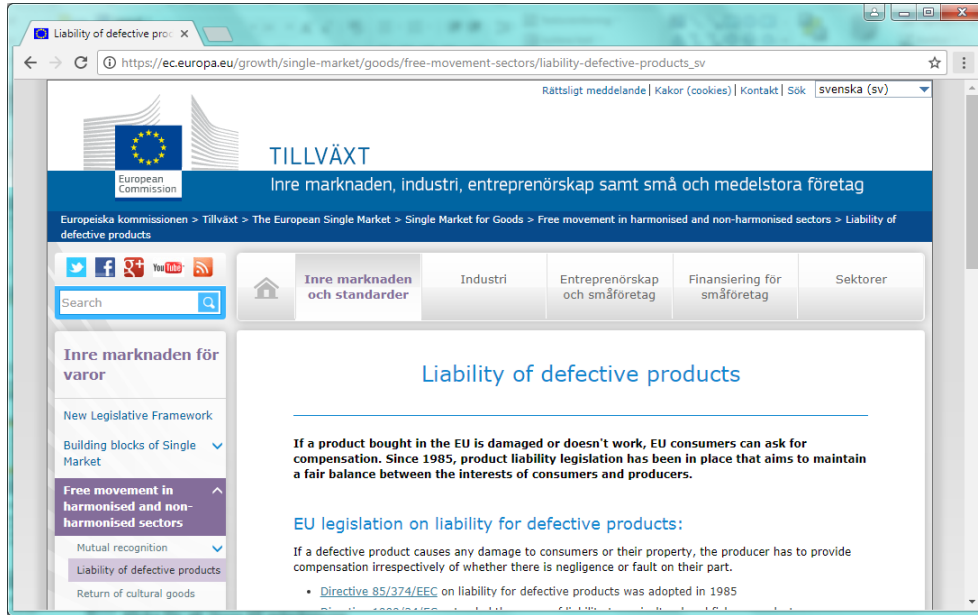 Liability of defective proc
https://ec.europa.eu/growth/single-market/goods/free-movement-sectors/liability-defective-products_sv
Rättsligt meddelande | Kakor (cookies) | Kontakt | Sök svenska (sv)
European
Commission
TILLVÄXT
Inre marknaden, industri, entreprenörskap samt små och medelstora företag
Europeiska kommissionen > Tillväxt > The European Single Market > Single Market for Goods > Free movement in harmonised and non-harmonised sectors > Liability of
defective products
You Tube
Search
Inre marknaden
och standarder
Industri
Entreprenörskap
och småföretag
Finansiering för
småföretag
Sektorer
Inre marknaden för
varor
New Legislative Framework
Building blocks of Single
Market
Free movement in
harmonised and non-
harmonised sectors
Mutual recognition
Liability of defective products
Return of cultural goods
Liability of defective products
If a product bought in the EU is damaged or doesn't work, EU consumers can ask for
compensation. Since 1985, product liability legislation has been in place that aims to maintain
a fair balance between the interests of consumers and producers.
EU legislation on liability for defective products:
If a defective product causes any damage to consumers or their property, the producer has to provide
compensation irrespectively of whether there is negligence or fault on their part.
• Directive 85/374/EEC on liability for defective products was adopted in 1985